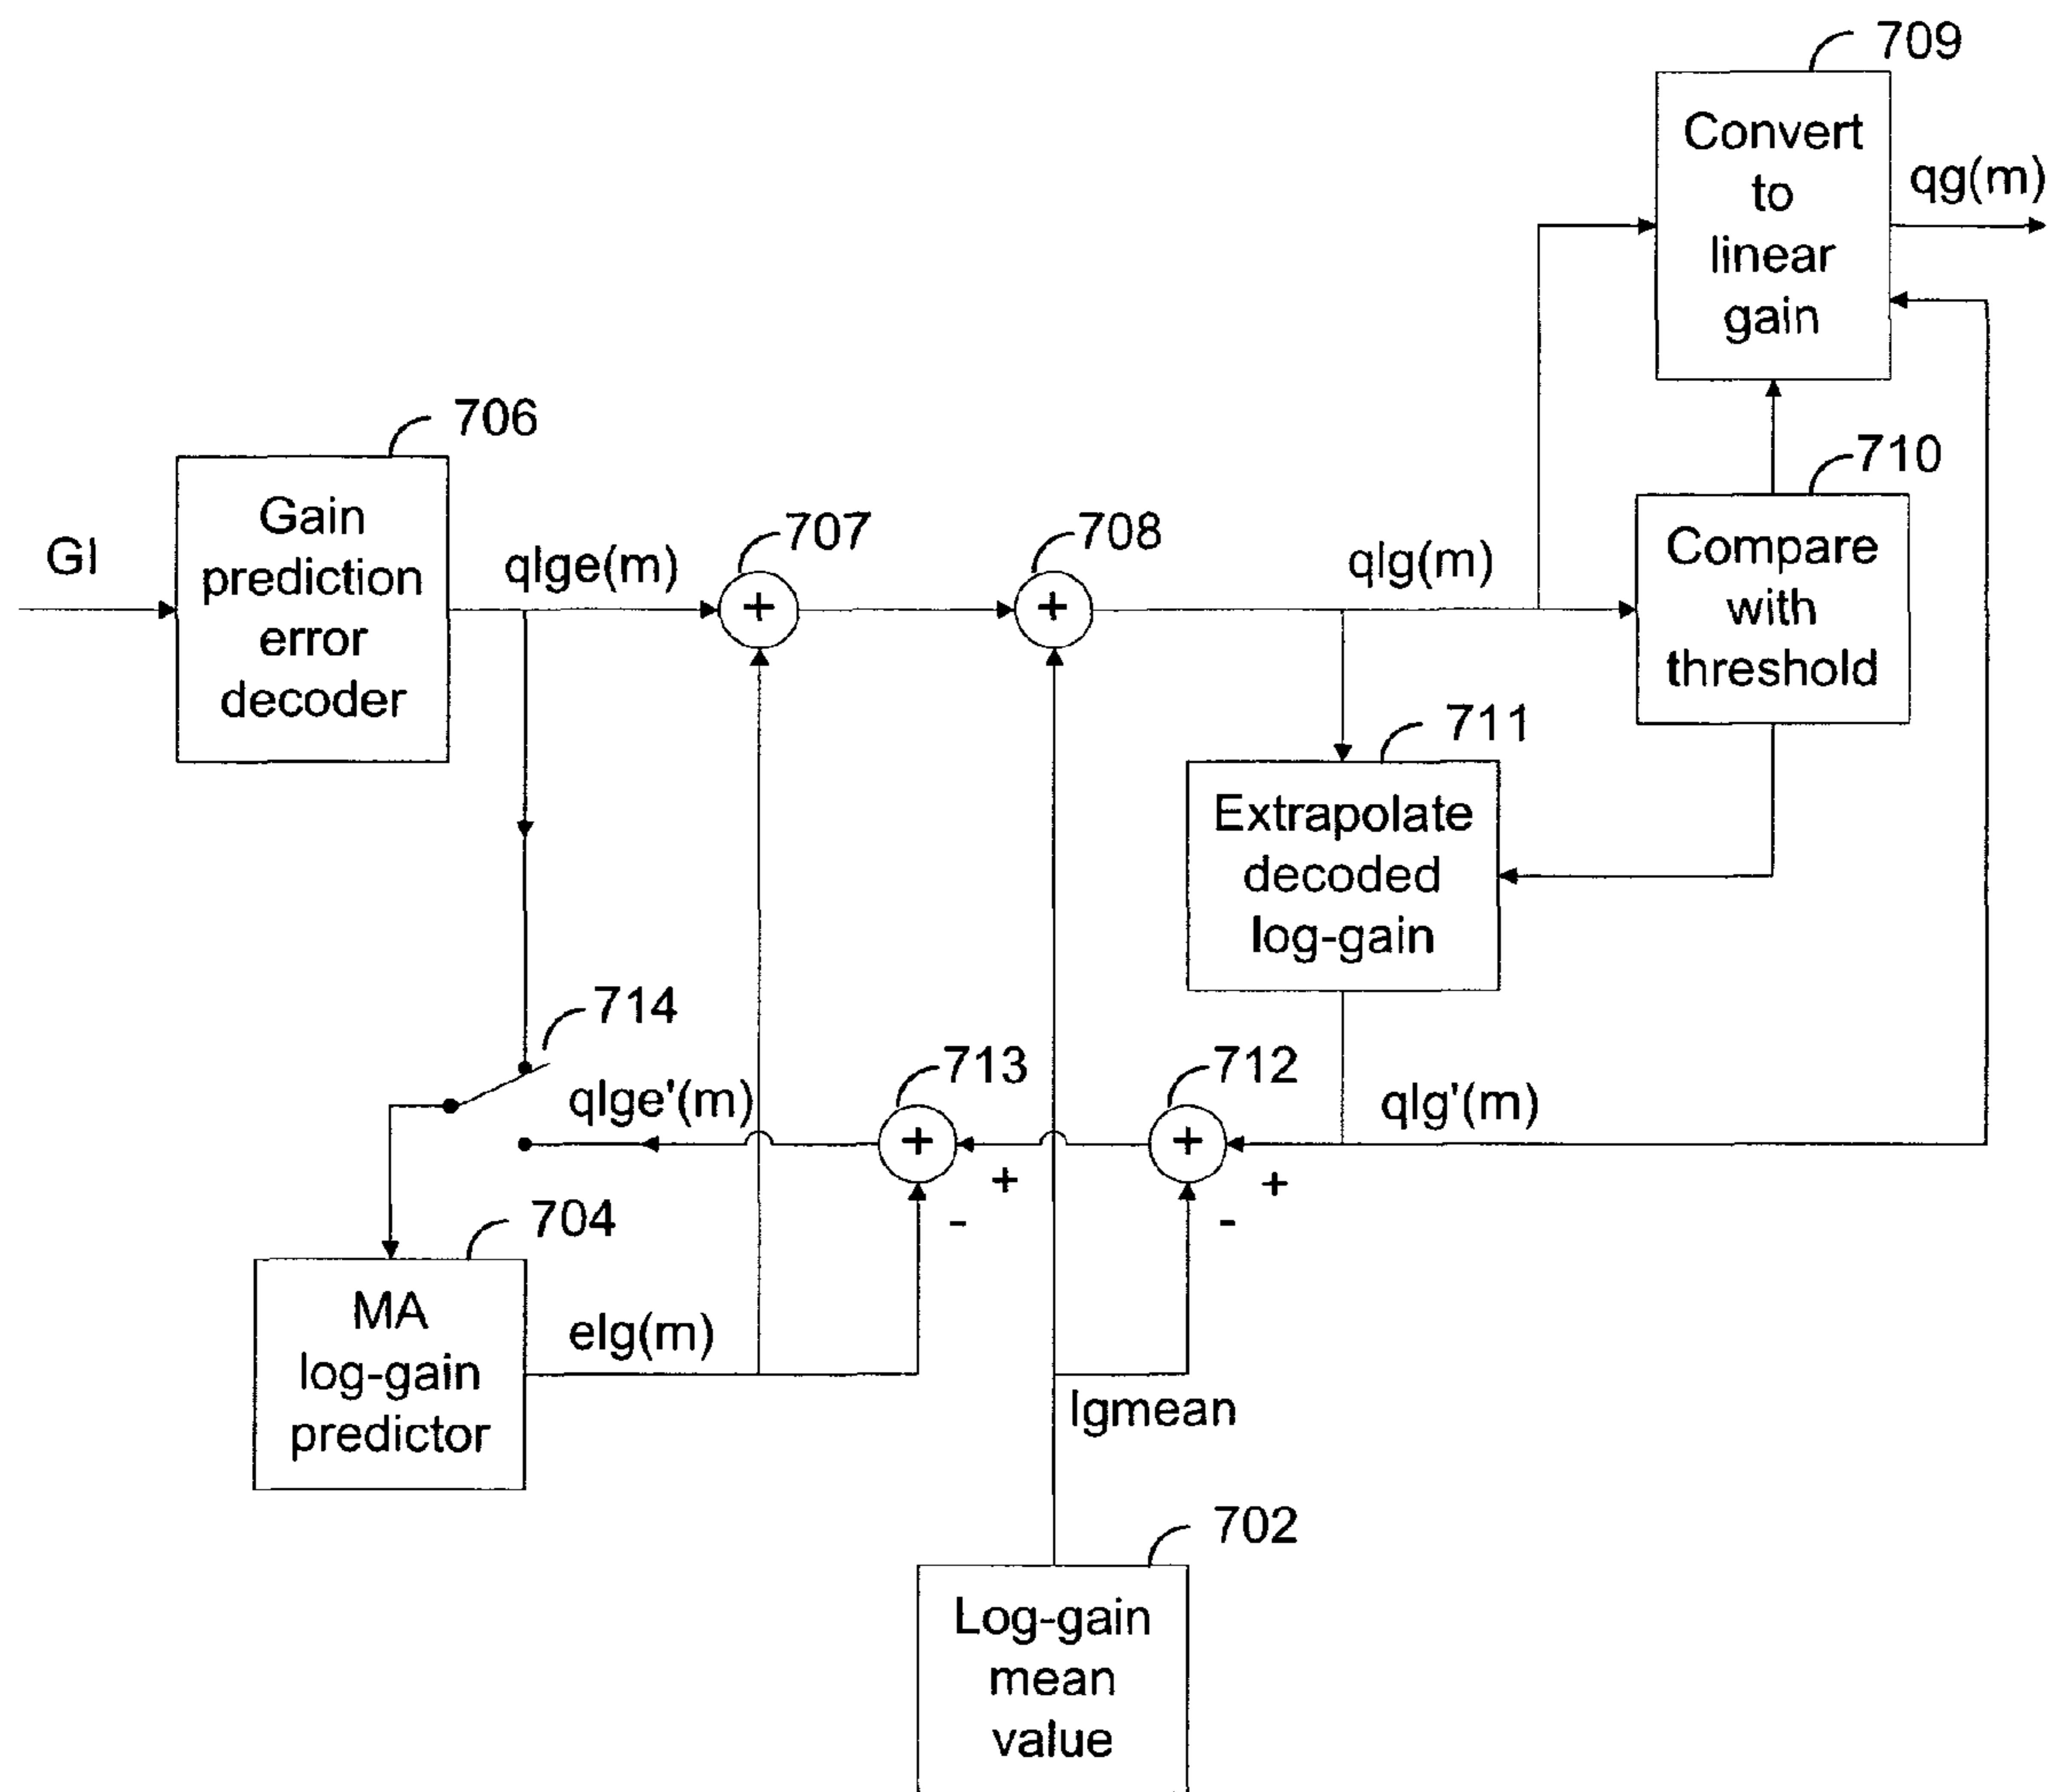 709
Convert
to
linear
gain
qg(m)
706
Gain
prediction
error
decoder
GI
qlge(m)
707
+
708
+
qlg(m)
710
Compare
with
threshold
711
Extrapolate
decoded
log-gain
714
qlge'(m)
713
+
+
-
712
+
+
-
qlg'(m)
704
MA
log-gain
predictor
elg(m)
lgmean
702
Log-gain
mean
value